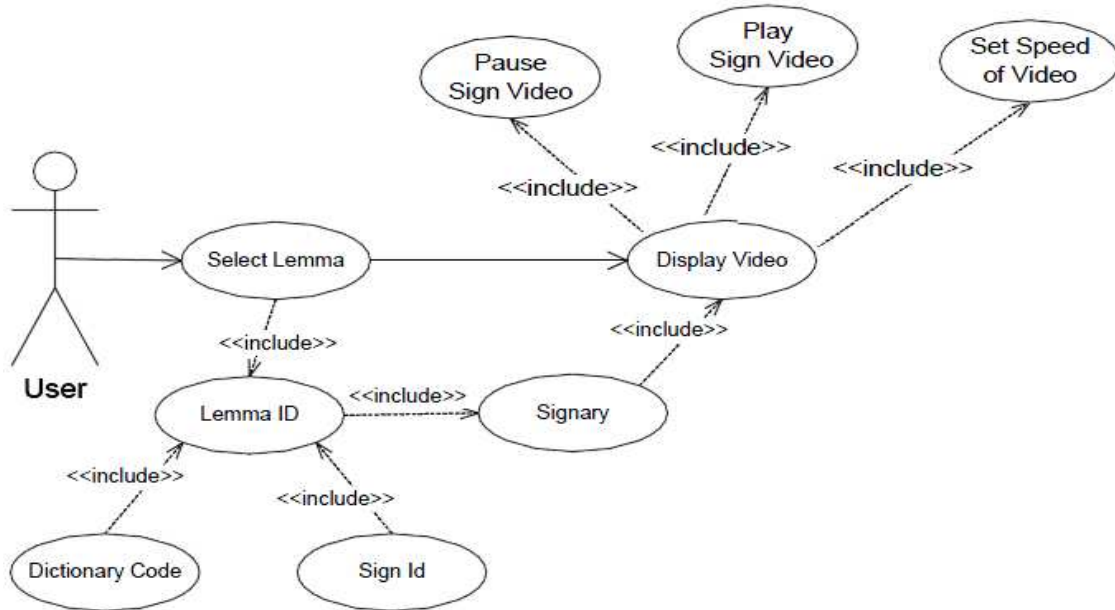 Pause
Sign Video
Play
Sign Video
Set Speed
of Video
<<include>>
<<include>>
<<include>>
Select Lemma
Display Video
<<include>>
<<include>>
User
Lemma ID
<<include>>
Signary
<<include>>
<<include>>
Dictionary Code
Sign Id